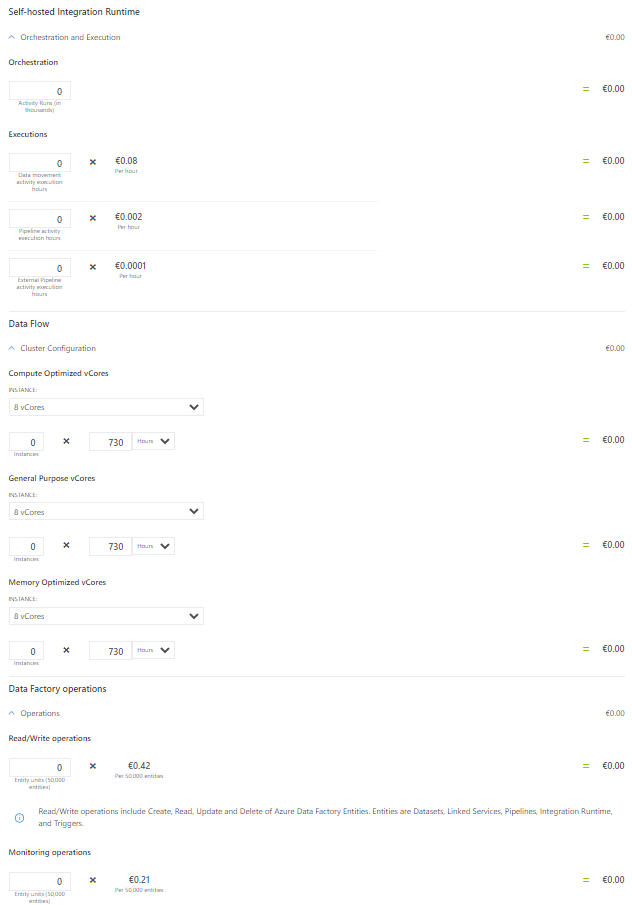 Self-hosted Integration Runtime
Orchestration and Execution €0.00
Orchestration
0 = €0.00
Activity Runs (in
thousands)
Executions
0 × €0.08 = €0.00
Data movement Per hour
activity execution
hours
0 × €0.002 = €0.00
Pipeline activity Per hour
execution hours
0 × €0.0001 = €0.00
External Pipeline Per hour
activity execution
hours
Data Flow
Cluster Configuration €0.00
Compute Optimized vCores
INSTANCE:
8 vCores
0 × 730 Hours = €0.00
Instances
General Purpose vCores
INSTANCE:
8 vCores
0 × 730 Hours = €0.00
Instances
Memory Optimized vCores
INSTANCE:
8 vCores
0 × 730 Hours = €0.00
Instances
Data Factory operations
Operations €0.00
Read/Write operations
0 × €0.42 = €0.00
Entity units (50,000 Per 50,000 entities
entities)
Read/Write operations include Create, Read, Update and Delete of Azure Data Factory Entities. Entities are Datasets, Linked Services, Pipelines, Integration Runtime,
and Triggers.
Monitoring operations
0 × €0.21 = €0.00
Entity units (50,000 Per 50,000 entities
entities)